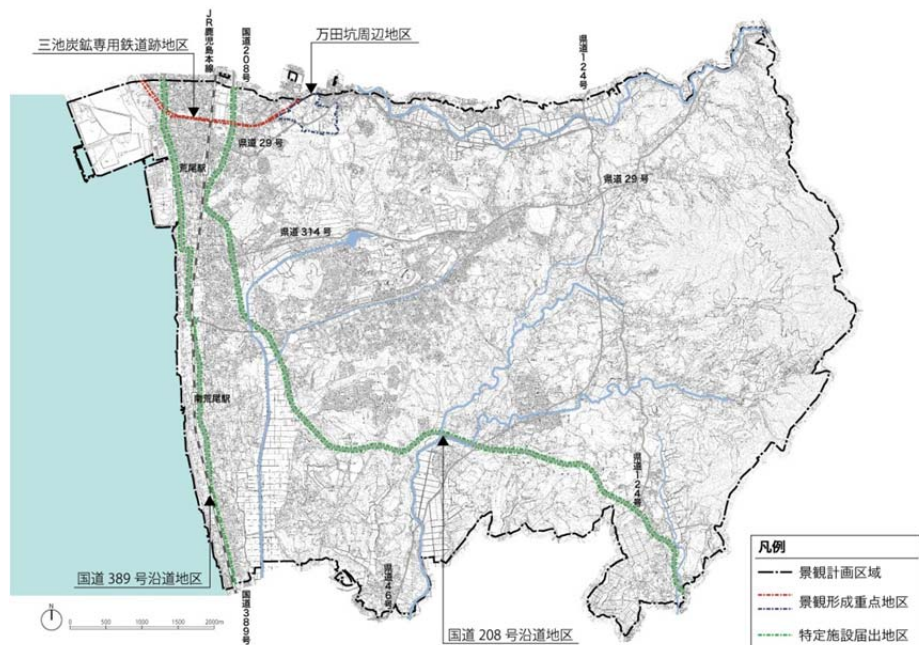 三池炭鉱専用鉄道跡地区
JR鹿児島本線
国道208号
万田坑周辺地区
県道124号
県道29号
荒尾駅
県道29号
県道314号
南荒尾駅
県道124号
国道389号沿道地区
国道389号
県道46号
国道208号沿道地区
N
0 500 1000 1500 2000m
凡例
景観計画区域
景観形成重点地区
特定施設届出地区